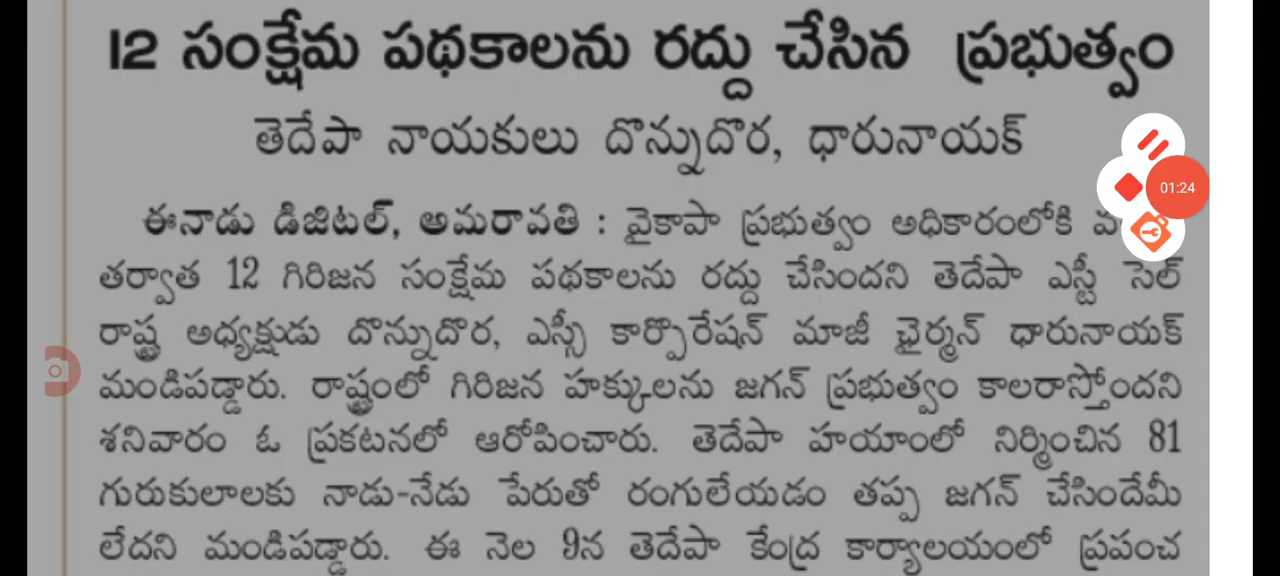 12 సంక్షేమ పథకాలను రద్దు చేసిన ప్రభుత్వం
తెదేపా నాయకులు దొన్నుదొర, ధారునాయక్
ఈనాడు డిజిటల్, అమరావతి : వైకాపా ప్రభుత్వం అధికారంలోకి
01:24
తర్వాత 12 గిరిజన సంక్షేమ పథకాలను రద్దు చేసిందని తెదేపా ఎస్టీ సెల్
రాష్ట్ర అధ్యక్షుడు దొన్నుదొర, ఎస్సీ కార్పొరేషన్ మాజీ ఛైర్మన్ ధారునాయక్
మండిపడ్డారు. రాష్ట్రంలో గిరిజన హక్కులను జగన్ ప్రభుత్వం కాలరాస్తోందని
శనివారం ఓ ప్రకటనలో ఆరోపించారు. తెదేపా హయాంలో నిర్మించిన 81
గురుకులాలకు నాడు-నేడు పేరుతో రంగులేయడం తప్ప జగన్ చేసిందేమీ
లేదని మండిపడ్డారు. ఈ నెల 9న తెదేపా కేంద్ర కార్యాలయంలో ప్రపంచ